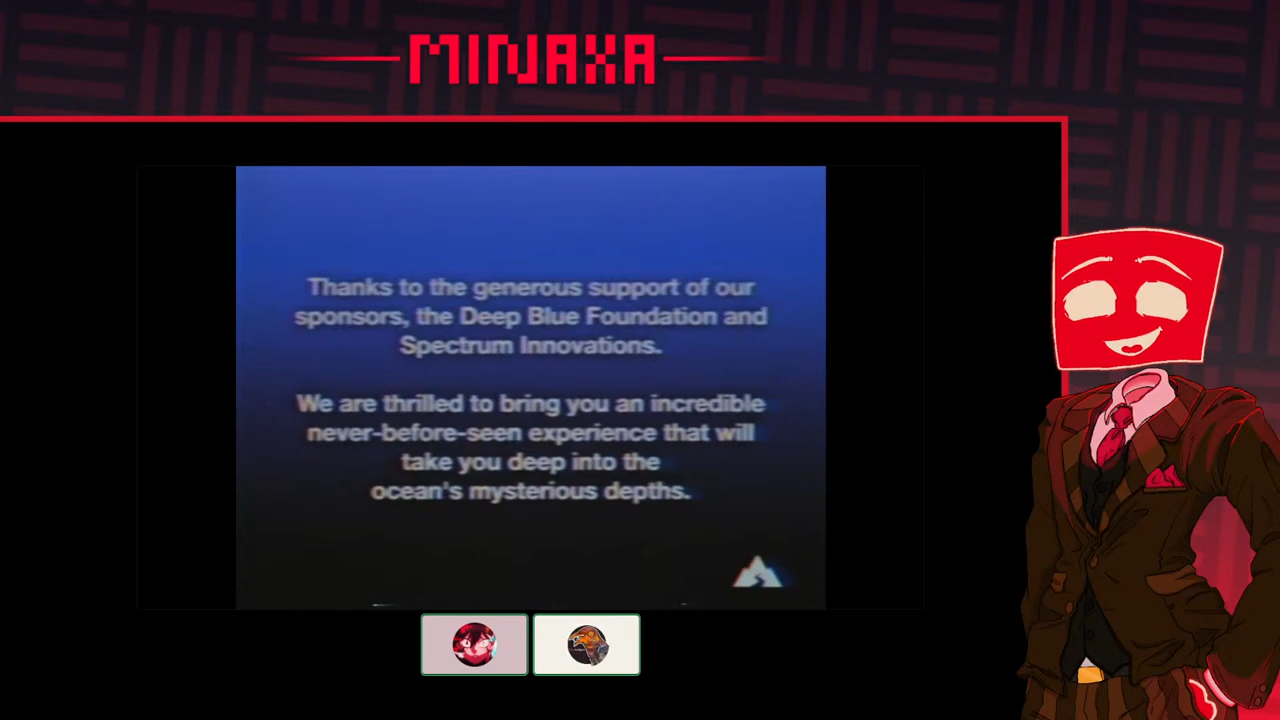 MINAXA
Thanks to the generous support of our
sponsors, the Deep Blue Foundation and
Spectrum Innovations.
We are thrilled to bring you an incredible
never-before-seen experience that will
take you deep into the
ocean's mysterious depths.